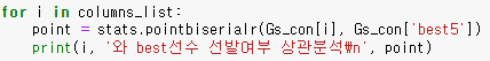 for i in columns_list:
    point = stats.pointbiserialr(Gs_con[i], Gs_con['best5'])
    print(i, '와 best선수 선발여부 상관분석₩n', point)